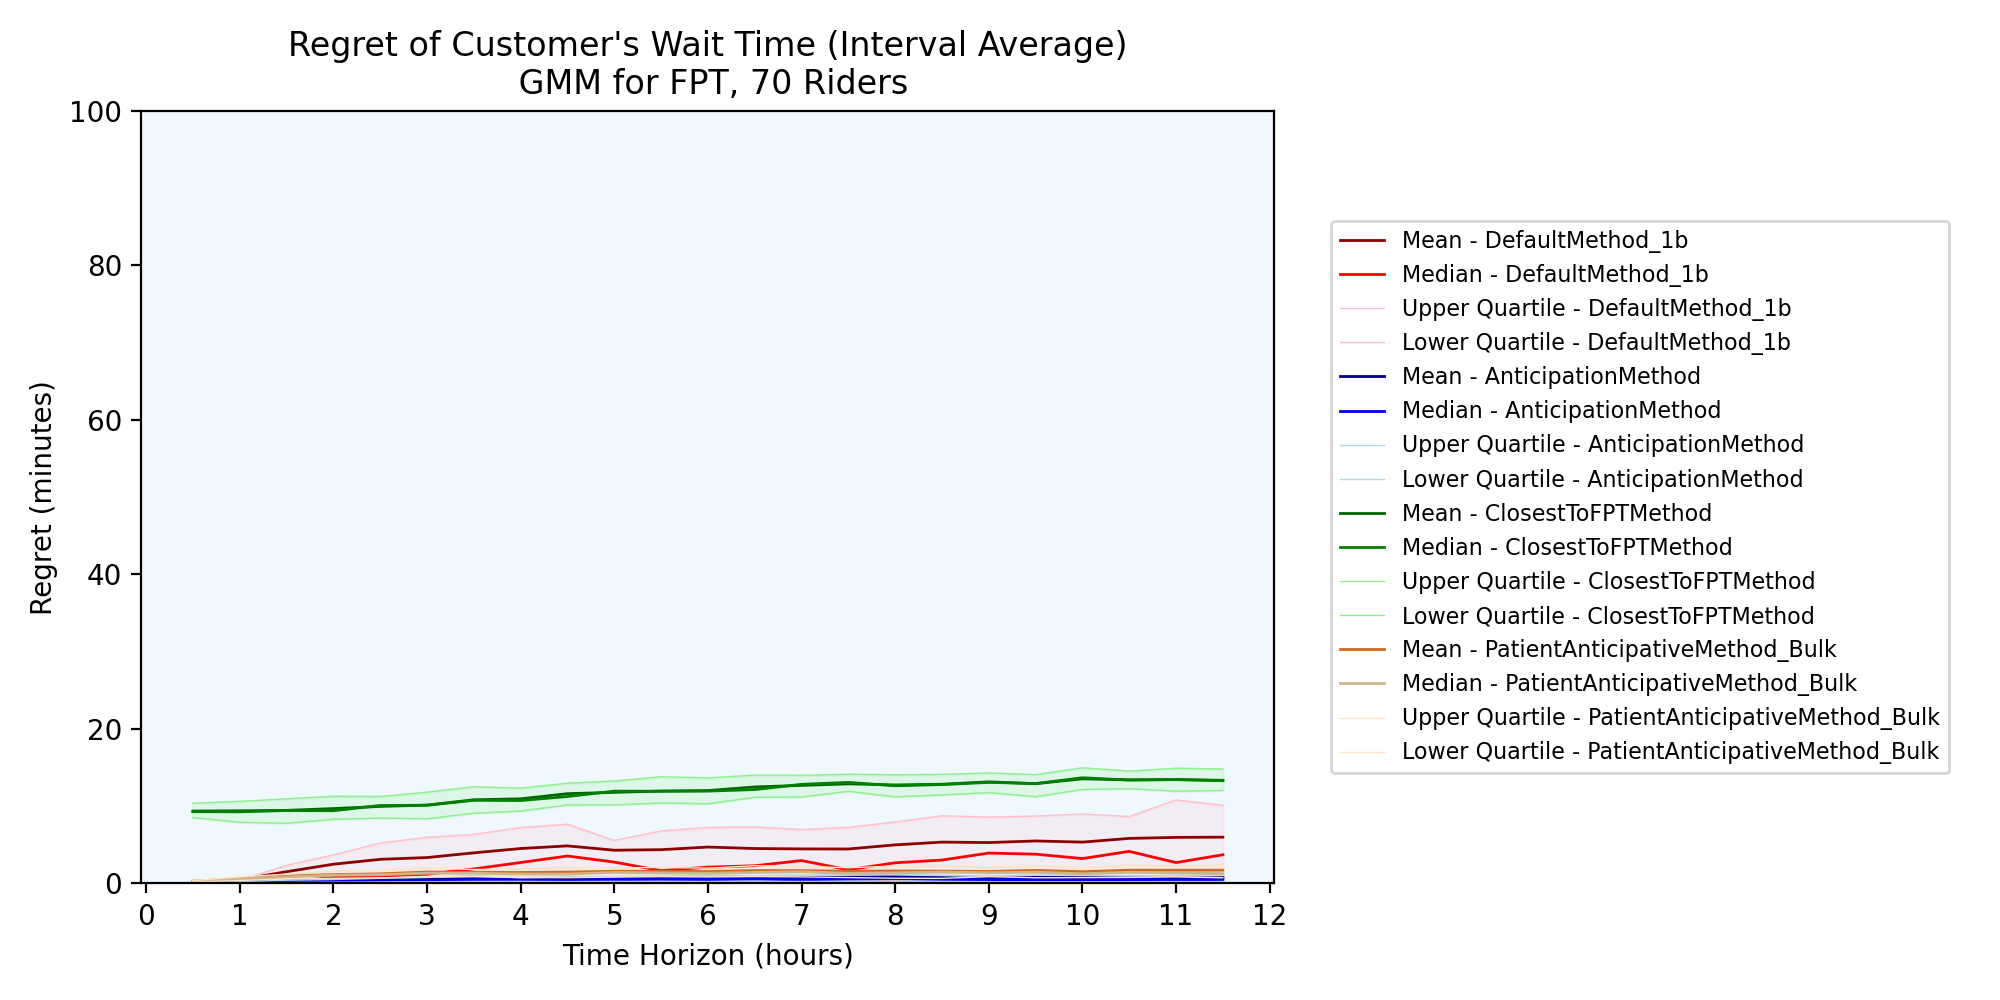 Regret of Customer's Wait Time (Interval Average)
GMM for FPT, 70 Riders
100
80
60
40
20
0
Regret (minutes)
0 1 2 3 4 5 6 7 8 9 10 11 12
Time Horizon (hours)
Mean - DefaultMethod_1b
Median - DefaultMethod_1b
Upper Quartile - DefaultMethod_1b
Lower Quartile - DefaultMethod_1b
Mean - AnticipationMethod
Median - AnticipationMethod
Upper Quartile - AnticipationMethod
Lower Quartile - AnticipationMethod
Mean - ClosestToFPTMethod
Median - ClosestToFPTMethod
Upper Quartile - ClosestToFPTMethod
Lower Quartile - ClosestToFPTMethod
Mean - PatientAnticipativeMethod_Bulk
Median - PatientAnticipativeMethod_Bulk
Upper Quartile - PatientAnticipativeMethod_Bulk
Lower Quartile - PatientAnticipativeMethod_Bulk